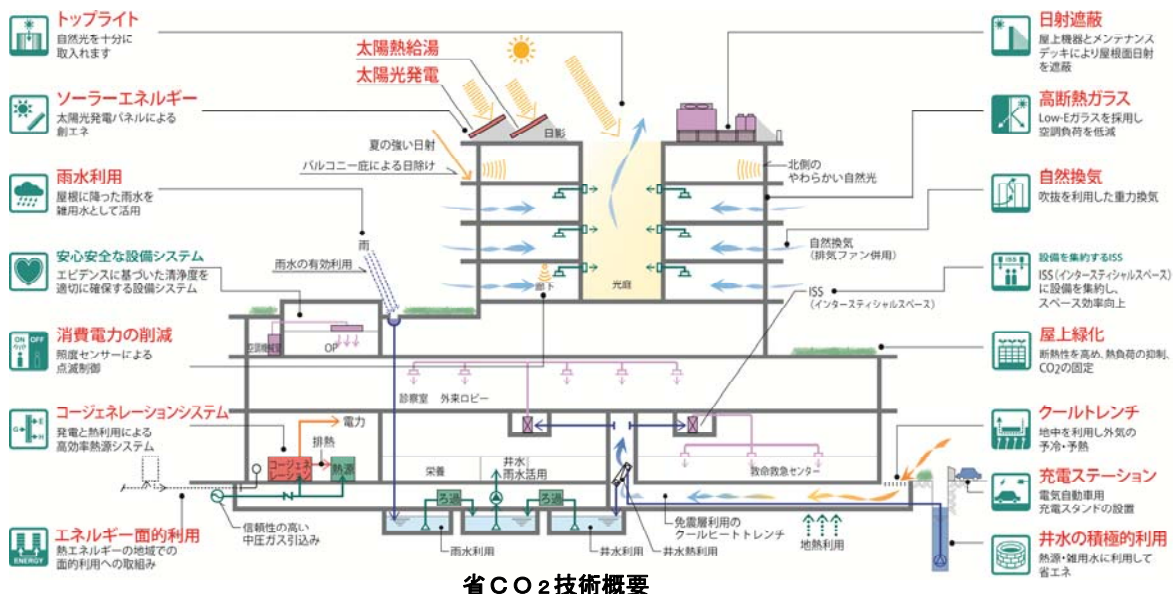 トップライト
自然光を十分に
取入れます
ソーラーエネルギー
太陽光発電パネルによる
創エネ
雨水利用
屋根に降った雨水を
雑用水として活用
安心安全な設備システム
エビデンスに基づいた清浄度を
適切に確保する設備システム
ON
OFF
消費電力の削減
照度センサーによる
点滅制御
G
E
H
コージェネレーションシステム
発電と熱利用による
高効率熱源システム
ENERGY
エネルギー面的利用
熱エネルギーの地域での
面的利用への取組み
太陽熱給湯
太陽光発電
日影
夏の強い日射
バルコニー庇による日除け
北側の
やわらかい自然光
雨
雨水の有効利用
自然換気
(排気ファン併用)
廊下
光庭
ISS
(インタースティシャルスペース)
空調機械室
OP
診察室
外来ロビー
電力
排熱
コージェ
ネレーション
熱源
栄養
井水
雨水活用
救命救急センター
ろ過
ろ過
信頼性の高い
中圧ガス引込み
雨水利用
井水利用
井水熱利用
免震層利用の
クールヒートトレンチ
地熱利用
日射遮蔽
屋上機器とメンテナンス
デッキにより屋根面日射
を遮蔽
高断熱ガラス
Low-Eガラスを採用し
空調負荷を低減
自然換気
吹抜を利用した重力換気
ISS
設備を集約するISS
ISS(インタースティシャルスペース)
に設備を集約し、
スペース効率向上
屋上緑化
断熱性を高め、熱負荷の抑制、
CO2の固定
クールトレンチ
地中を利用し外気の
予冷・予熱
充電ステーション
電気自動車用
充電スタンドの設置
井水の積極的利用
熱源・雑用水に利用して
省エネ
省CO2技術概要